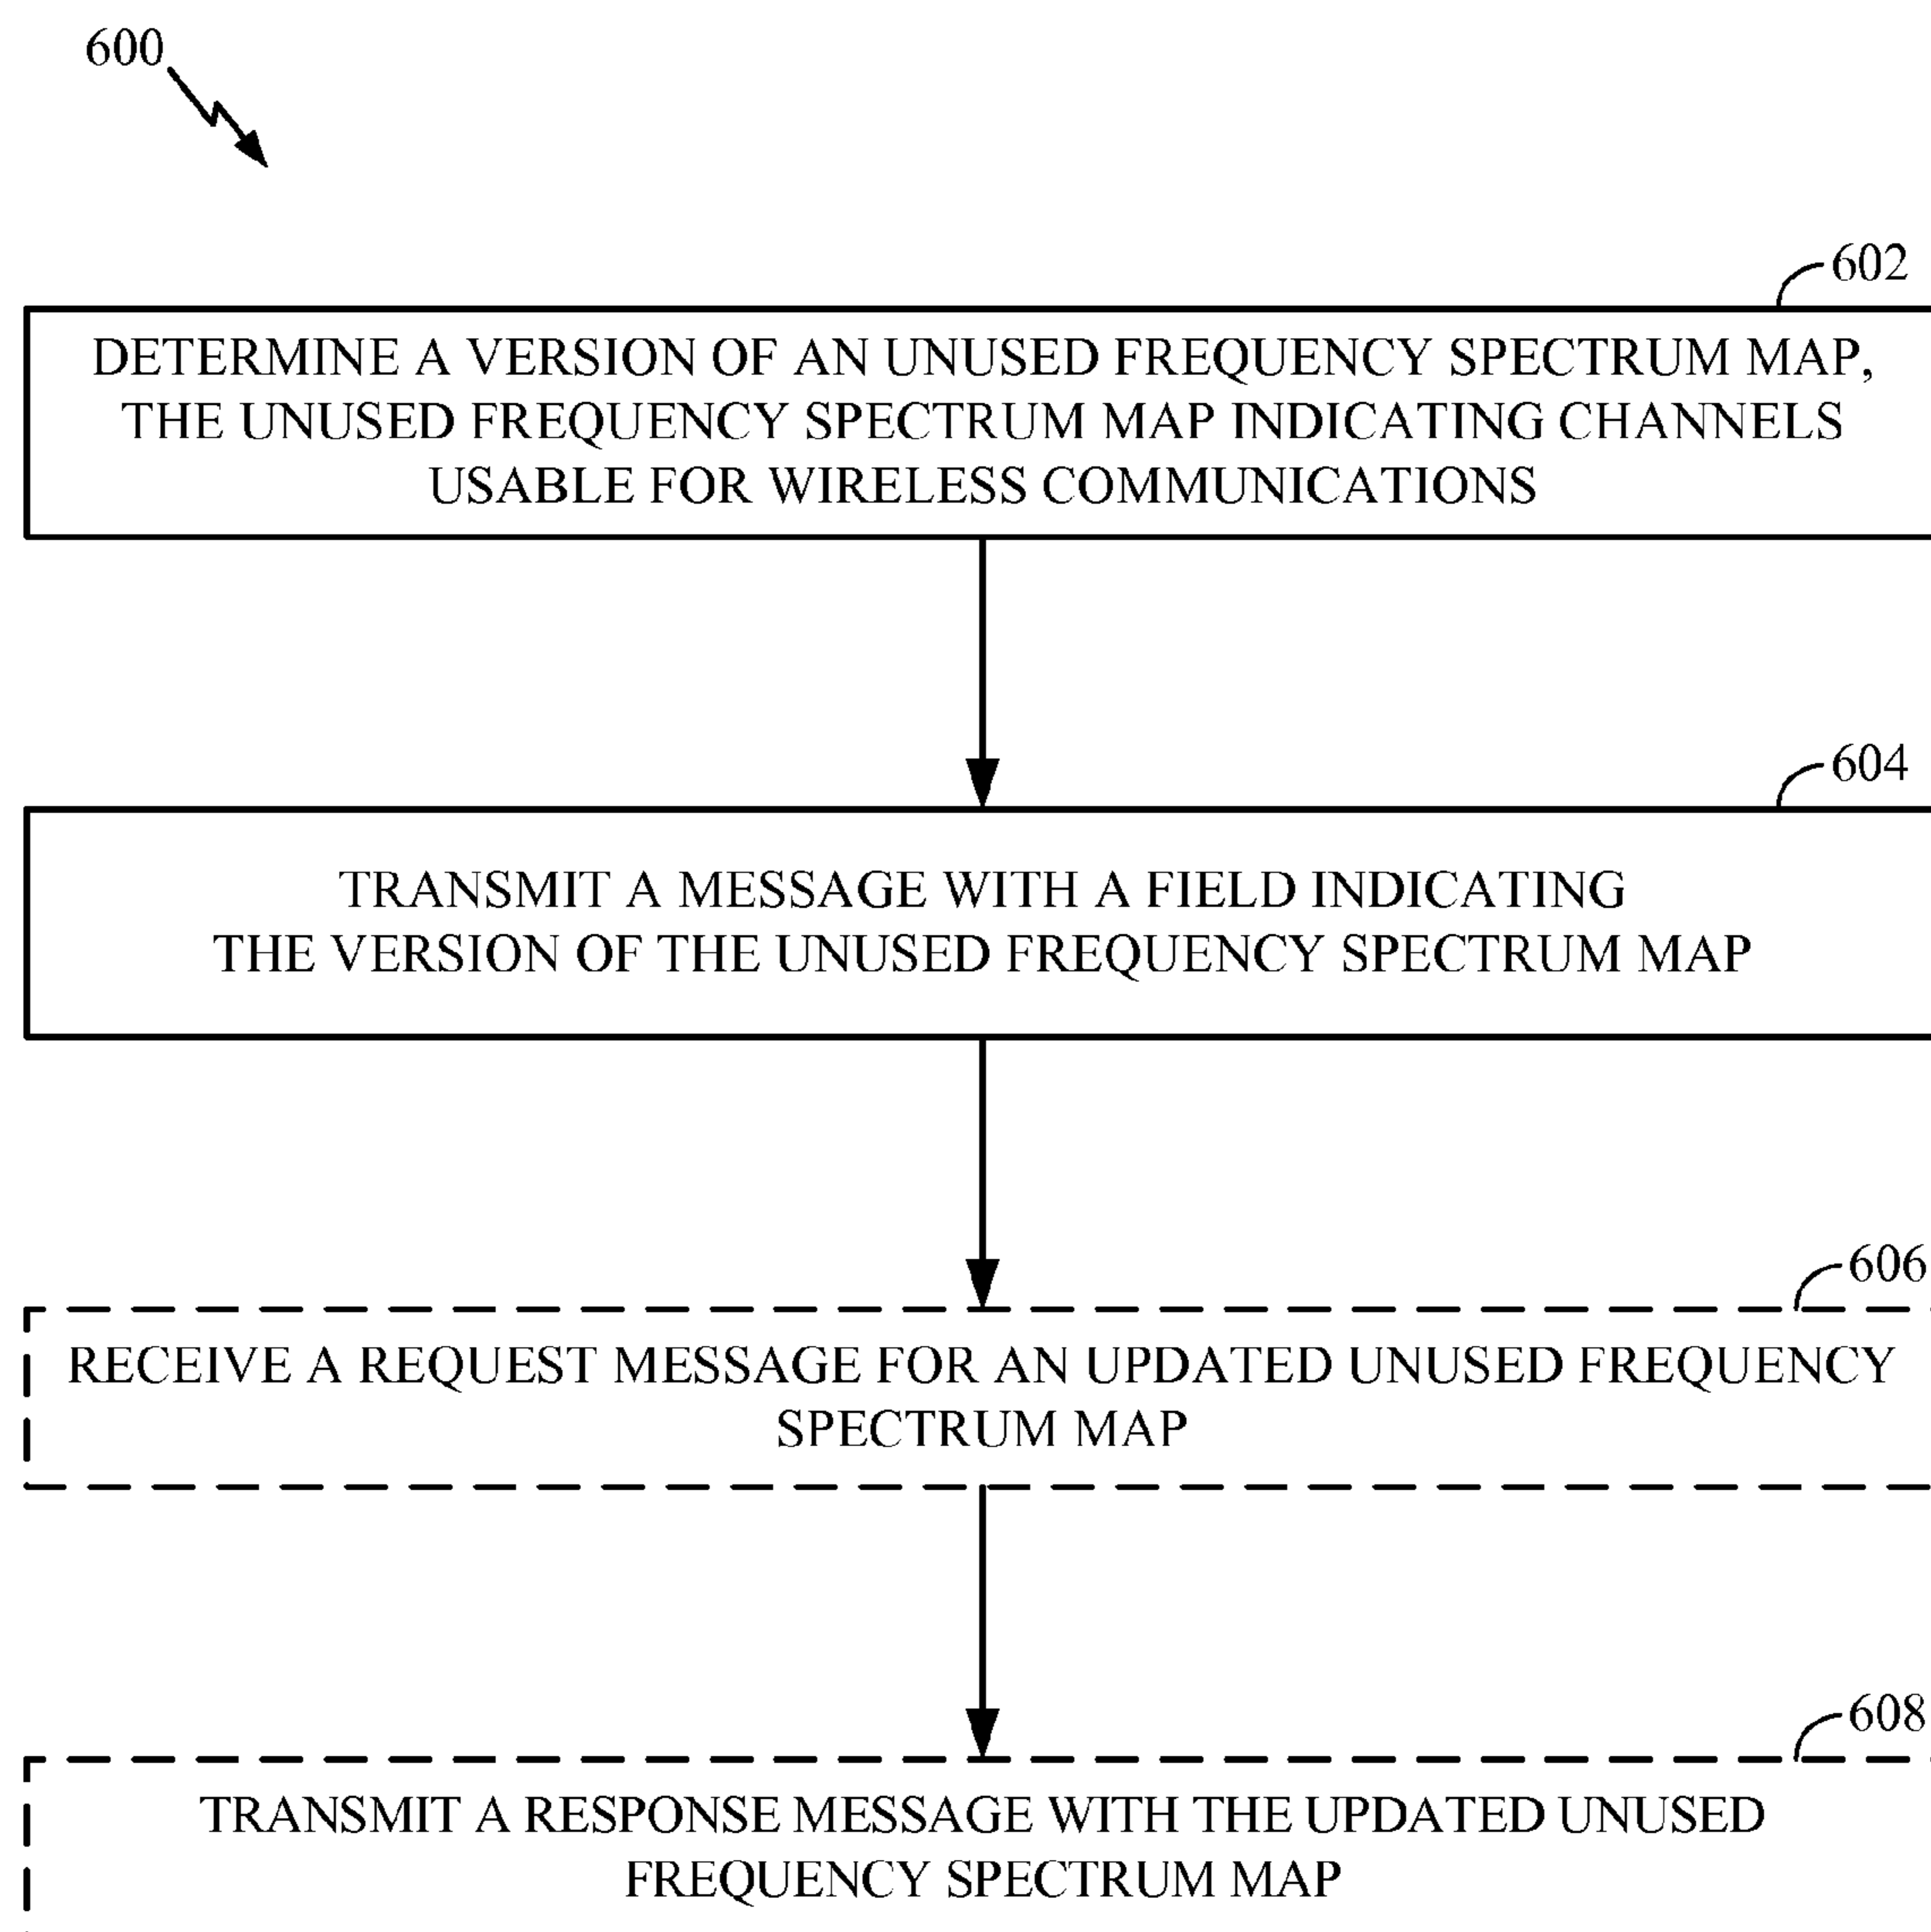 600
602
DETERMINE A VERSION OF AN UNUSED FREQUENCY SPECTRUM MAP,
THE UNUSED FREQUENCY SPECTRUM MAP INDICATING CHANNELS
USABLE FOR WIRELESS COMMUNICATIONS
604
TRANSMIT A MESSAGE WITH A FIELD INDICATING
THE VERSION OF THE UNUSED FREQUENCY SPECTRUM MAP
606
RECEIVE A REQUEST MESSAGE FOR AN UPDATED UNUSED FREQUENCY
SPECTRUM MAP
608
TRANSMIT A RESPONSE MESSAGE WITH THE UPDATED UNUSED
FREQUENCY SPECTRUM MAP